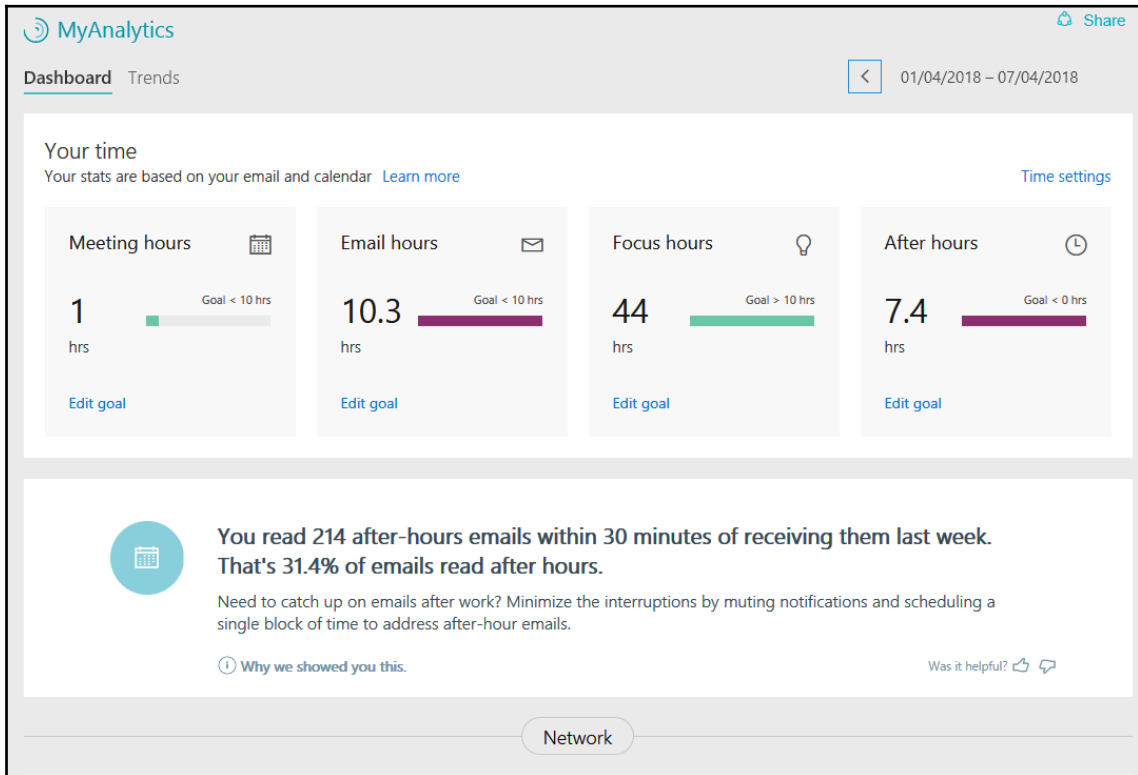 MyAnalytics
Share
Dashboard Trends
01/04/2018 – 07/04/2018
Your time
Your stats are based on your email and calendar Learn more
Time settings
Meeting hours
1
hrs
Goal < 10 hrs
Edit goal
Email hours
10.3
hrs
Goal < 10 hrs
Edit goal
Focus hours
44
hrs
Goal > 10 hrs
Edit goal
After hours
7.4
hrs
Goal < 0 hrs
Edit goal
You read 214 after-hours emails within 30 minutes of receiving them last week.
That's 31.4% of emails read after hours.
Need to catch up on emails after work? Minimize the interruptions by muting notifications and scheduling a
single block of time to address after-hour emails.
Why we showed you this.
Was it helpful?
Network